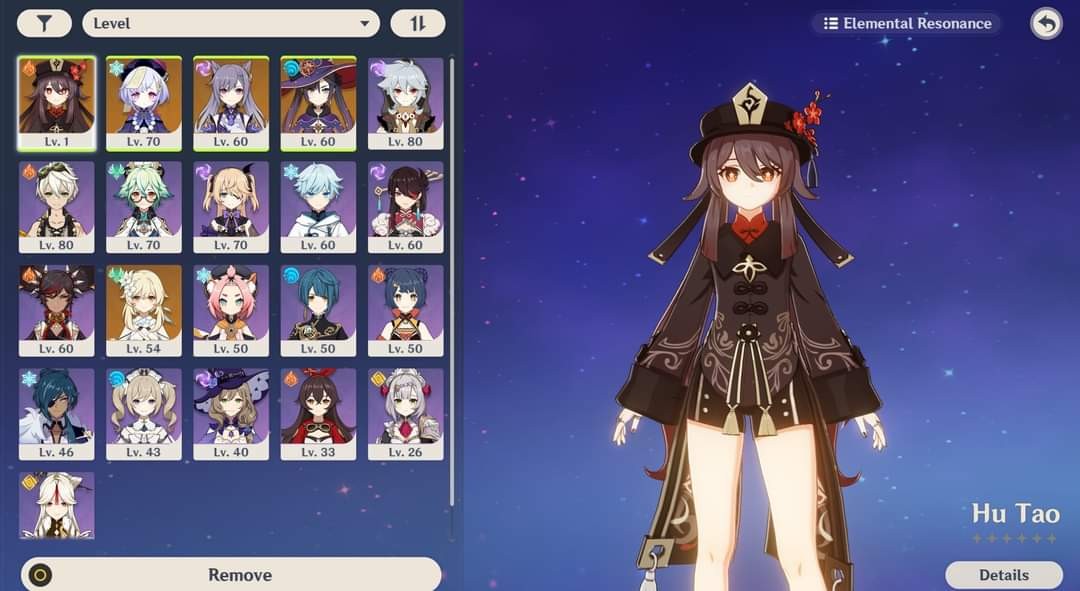 Level
Elemental Resonance
Lv. 1
Lv. 70
Lv. 60
Lv. 60
Lv. 80
Lv. 80
Lv. 70
Lv. 70
Lv. 60
Lv. 60
Lv. 60
Lv. 54
Lv. 50
Lv. 50
Lv. 50
Lv. 46
Lv. 43
Lv. 40
Lv. 33
Lv. 26
Hu Tao
Remove
Details